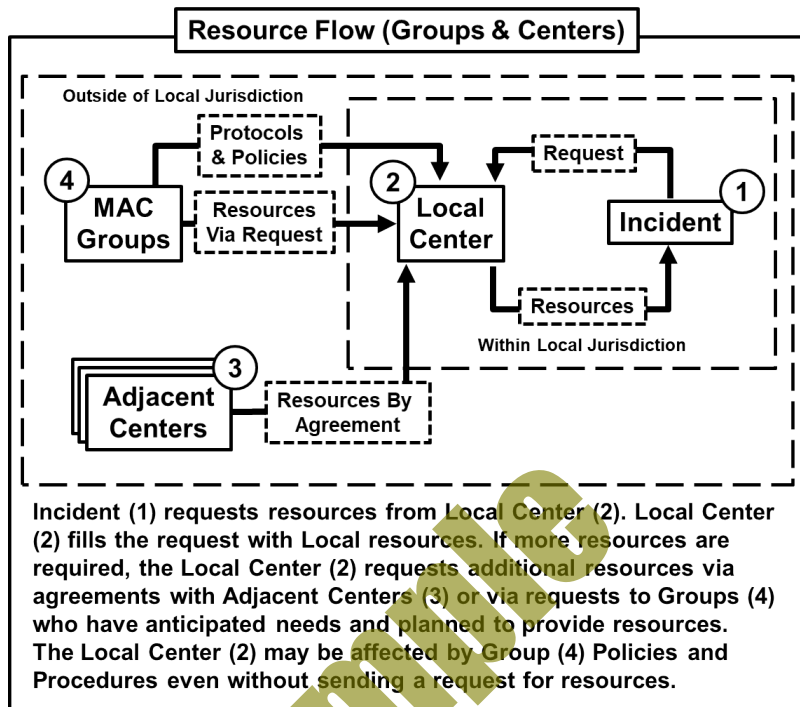 Resource Flow (Groups & Centers)
Outside of Local Jurisdiction
Protocols
& Policies
Request
4
2
1
MAC
Groups
Resources
Via Request
Local
Center
Incident
Resources
Within Local Jurisdiction
3
Adjacent
Centers
Resources By
Agreement
Incident (1) requests resources from Local Center (2). Local Center
(2) fills the request with Local resources. If more resources are
required, the Local Center (2) requests additional resources via
agreements with Adjacent Centers (3) or via requests to Groups (4)
who have anticipated needs and planned to provide resources.
The Local Center (2) may be affected by Group (4) Policies and
Procedures even without sending a request for resources.